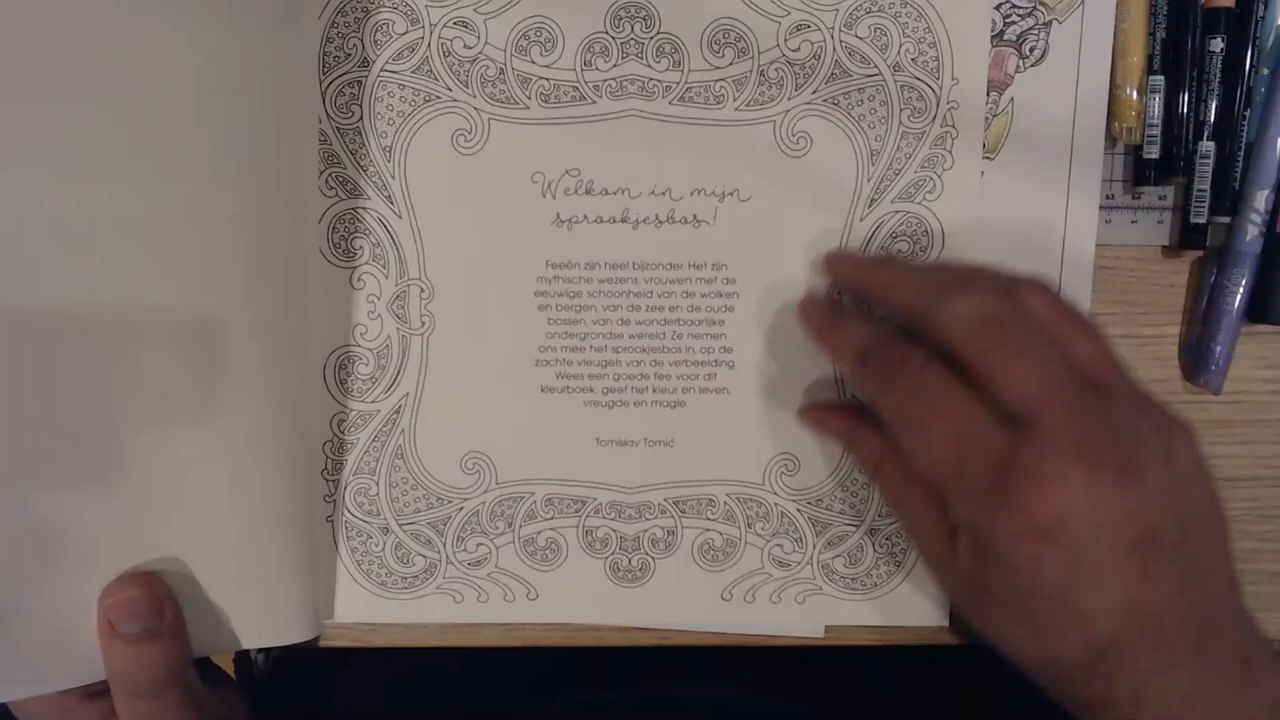 Welkom in mijn
sprookjesbos!
Feeën zijn heel bijzonder. Het zijn
mythische wezens, vrouwen met de
eeuwige schoonheid van de wolken
en bergen, van de zee en de oude
bossen, van de wonderbaarlijke
ondergrondse wereld. Ze nemen
ons mee het sprookjesbos in, op de
zachte vleugels van de verbeelding.
Wees een goede fee voor dit
kleurboek; geef het kleur en leven,
vreugde en magie.
Tomislav Tomić